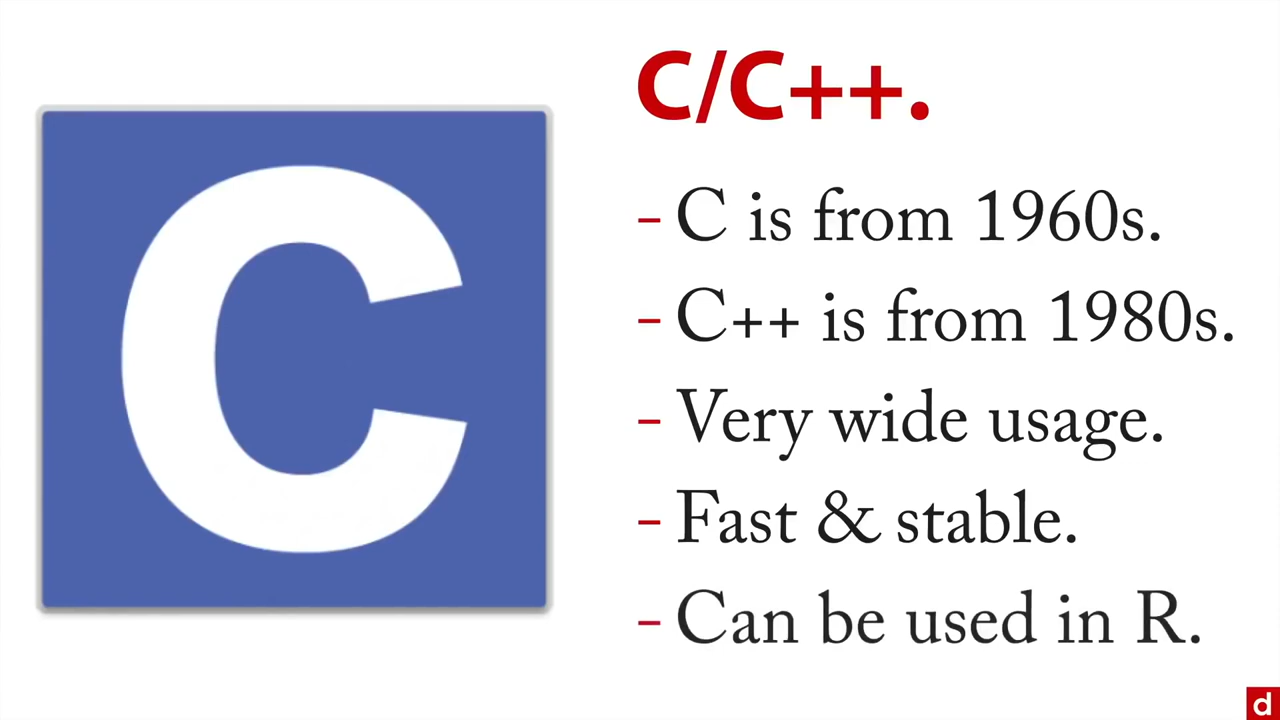 C
C/C++.
- C is from 1960s.
- C++ is from 1980s.
- Very wide usage.
- Fast & stable.
- Can be used in R.
d